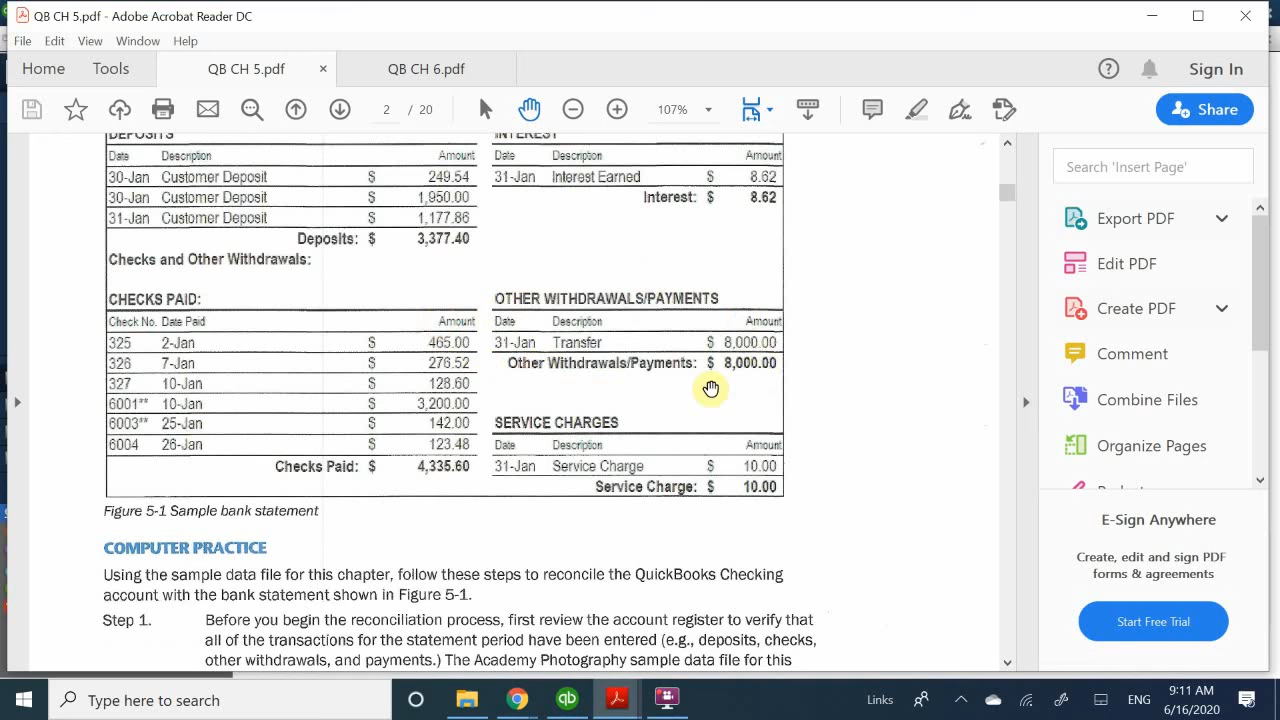 QB CH 5.pdf - Adobe Acrobat Reader DC
File Edit View Window Help
Home Tools QB CH 5.pdf × QB CH 6.pdf Sign In
2 / 20 107% Share
DEPOSITS INTEREST
Date Description Amount Date Description Amount
30-Jan Customer Deposit $ 249.54 31-Jan Interest Earned $ 8.62
30-Jan Customer Deposit $ 1,950.00 Interest: $ 8.62
31-Jan Customer Deposit $ 1,177.86
Deposits: $ 3,377.40
Checks and Other Withdrawals:
CHECKS PAID: OTHER WITHDRAWALS/PAYMENTS
Check No. Date Paid Amount Date Description Amount
325 2-Jan $ 465.00 31-Jan Transfer $ 8,000.00
326 7-Jan $ 276.52 Other Withdrawals/Payments: $ 8,000.00
327 10-Jan $ 128.60
6001** 10-Jan $ 3,200.00
6003** 25-Jan $ 142.00 SERVICE CHARGES
6004 26-Jan $ 123.48 Date Description Amount
Checks Paid: $ 4,335.60 31-Jan Service Charge $ 10.00
Service Charge: $ 10.00
Figure 5-1 Sample bank statement
COMPUTER PRACTICE
Using the sample data file for this chapter, follow these steps to reconcile the QuickBooks Checking
account with the bank statement shown in Figure 5-1.
Step 1. Before you begin the reconciliation process, first review the account register to verify that
all of the transactions for the statement period have been entered (e.g., deposits, checks,
other withdrawals, and payments.) The Academy Photography sample data file for this
Search 'Insert Page'
Export PDF
Edit PDF
Create PDF
Comment
Combine Files
Organize Pages
E-Sign Anywhere
Create, edit and sign PDF
forms & agreements
Start Free Trial
Type here to search
Links
ENG
9:11 AM
6/16/2020